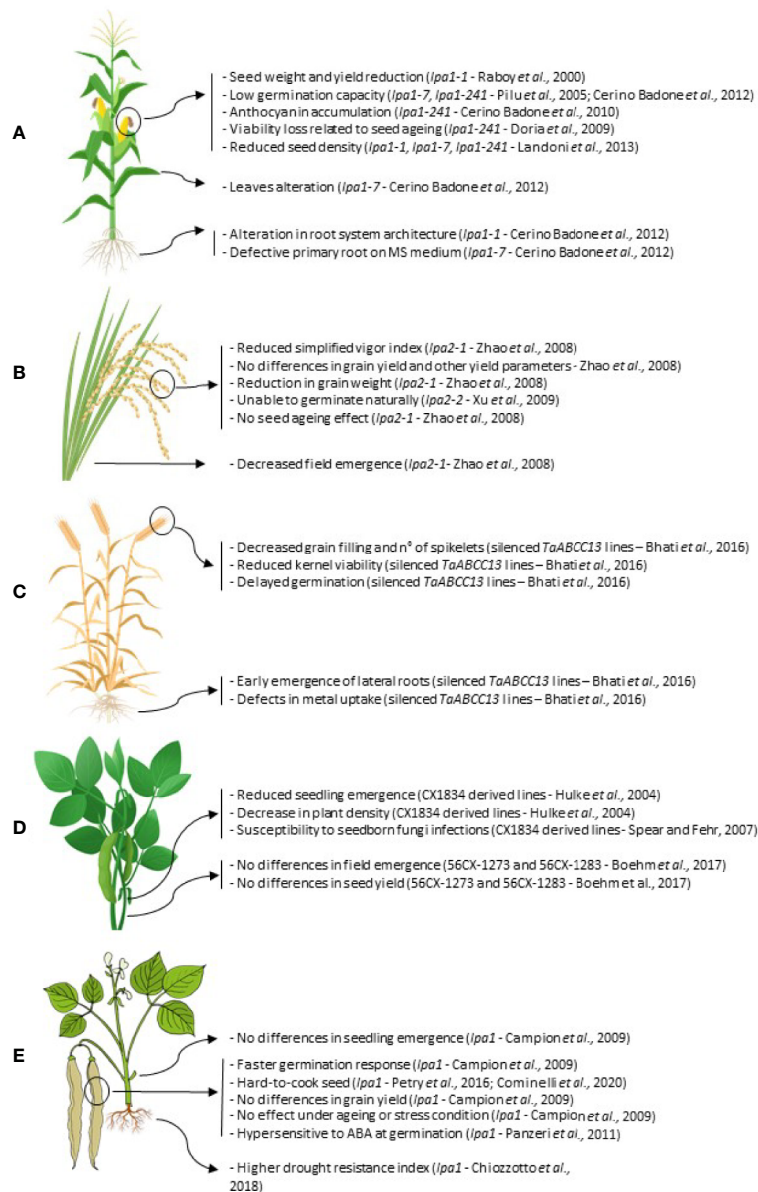 A
- Seed weight and yield reduction (lpa1-1 - Raboy et al., 2000)
- Low germination capacity (lpa1-7, lpa1-241 - Pilu et al., 2005; Cerino Badone et al., 2012)
- Anthocyanin accumulation (lpa1-241 - Cerino Badone et al., 2010)
- Viability loss related to seed ageing (lpa1-241 - Doria et al., 2009)
- Reduced seed density (lpa1-1, lpa1-7, lpa1-241 - Landoni et al., 2013)
- Leaves alteration (lpa1-7 - Cerino Badone et al., 2012)
- Alteration in root system architecture (lpa1-1 - Cerino Badone et al., 2012)
- Defective primary root on MS medium (lpa1-7 - Cerino Badone et al., 2012)
B
- Reduced simplified vigor index (lpa2-1 - Zhao et al., 2008)
- No differences in grain yield and other yield parameters - Zhao et al., 2008)
- Reduction in grain weight (lpa2-1 - Zhao et al., 2008)
- Unable to germinate naturally (lpa2-2 - Xu et al., 2009)
- No seed ageing effect (lpa2-1 - Zhao et al., 2008)
- Decreased field emergence (lpa2-1- Zhao et al., 2008)
C
- Decreased grain filling and n° of spikelets (silenced TaABCC13 lines – Bhati et al., 2016)
- Reduced kernel viability (silenced TaABCC13 lines – Bhati et al., 2016)
- Delayed germination (silenced TaABCC13 lines – Bhati et al., 2016)
- Early emergence of lateral roots (silenced TaABCC13 lines – Bhati et al., 2016)
- Defects in metal uptake (silenced TaABCC13 lines – Bhati et al., 2016)
D
- Reduced seedling emergence (CX1834 derived lines - Hulke et al., 2004)
- Decrease in plant density (CX1834 derived lines - Hulke et al., 2004)
- Susceptibility to seedborn fungi infections (CX1834 derived lines - Spear and Fehr, 2007)
- No differences in field emergence (56CX-1273 and 56CX-1283 - Boehm et al., 2017)
- No differences in seed yield (56CX-1273 and 56CX-1283 - Boehm et al., 2017)
E
- No differences in seedling emergence (lpa1 - Campion et al., 2009)
- Faster germination response (lpa1 - Campion et al., 2009)
- Hard-to-cook seed (lpa1 - Petry et al., 2016; Cominelli et al., 2020)
- No differences in grain yield (lpa1 - Campion et al., 2009)
- No effect under ageing or stress condition (lpa1 - Campion et al., 2009)
- Hypersensitive to ABA at germination (lpa1 - Panzeri et al., 2011)
- Higher drought resistance index (lpa1 - Chiozzotto et al.,
2018)